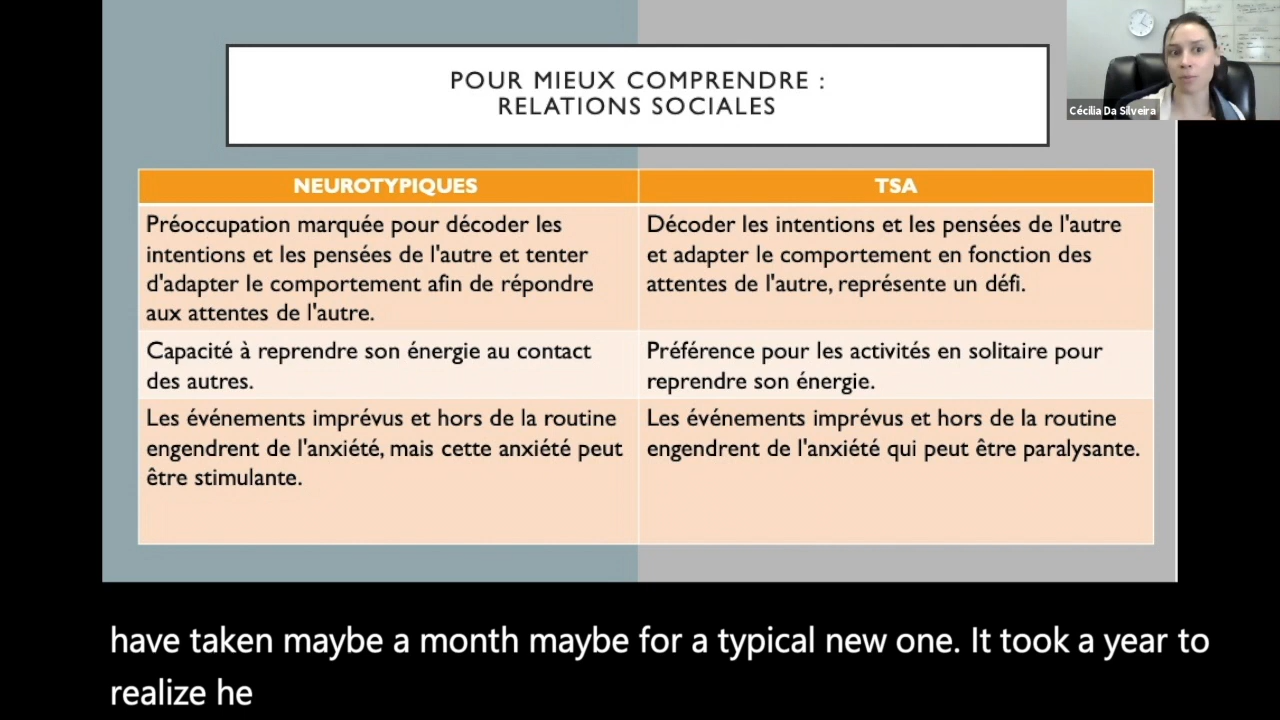 POUR MIEUX COMPRENDRE :
RELATIONS SOCIALES
Cécilia Da Silveira
NEUROTYPIQUES
TSA
Préoccupation marquée pour décoder les
intentions et les pensées de l'autre et tenter
d'adapter le comportement afin de répondre
aux attentes de l'autre.
Décoder les intentions et les pensées de l'autre
et adapter le comportement en fonction des
attentes de l'autre, représente un défi.
Capacité à reprendre son énergie au contact
des autres.
Préférence pour les activités en solitaire pour
reprendre son énergie.
Les événements imprévus et hors de la routine
engendrent de l'anxiété, mais cette anxiété peut
être stimulante.
Les événements imprévus et hors de la routine
engendrent de l'anxiété qui peut être paralysante.
have taken maybe a month maybe for a typical new one. It took a year to
realize he